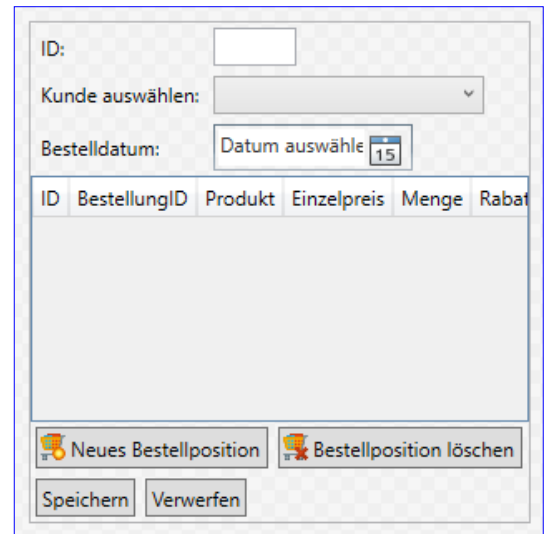 ID:
Kunde auswählen:
Bestelldatum: Datum auswähle 15
ID BestellungID Produkt Einzelpreis Menge Rabat
Neues Bestellposition Bestellposition löschen
Speichern Verwerfen